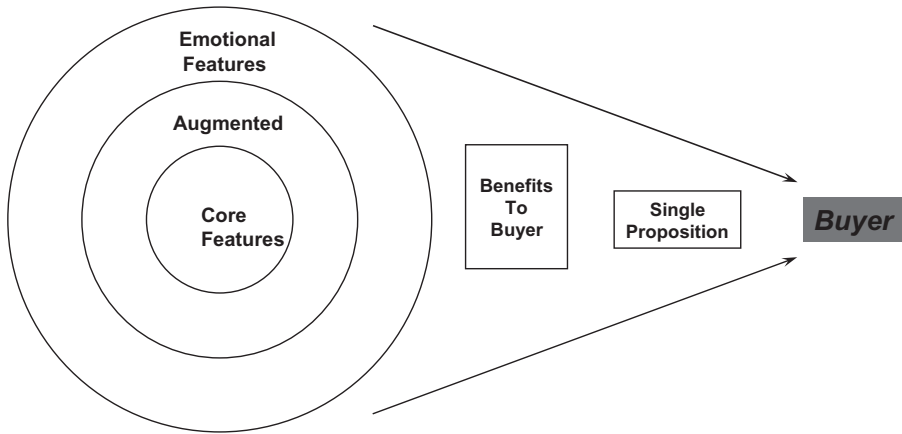 Emotional
Features
Augmented
Core
Features
Benefits
To
Buyer
Single
Proposition
Buyer